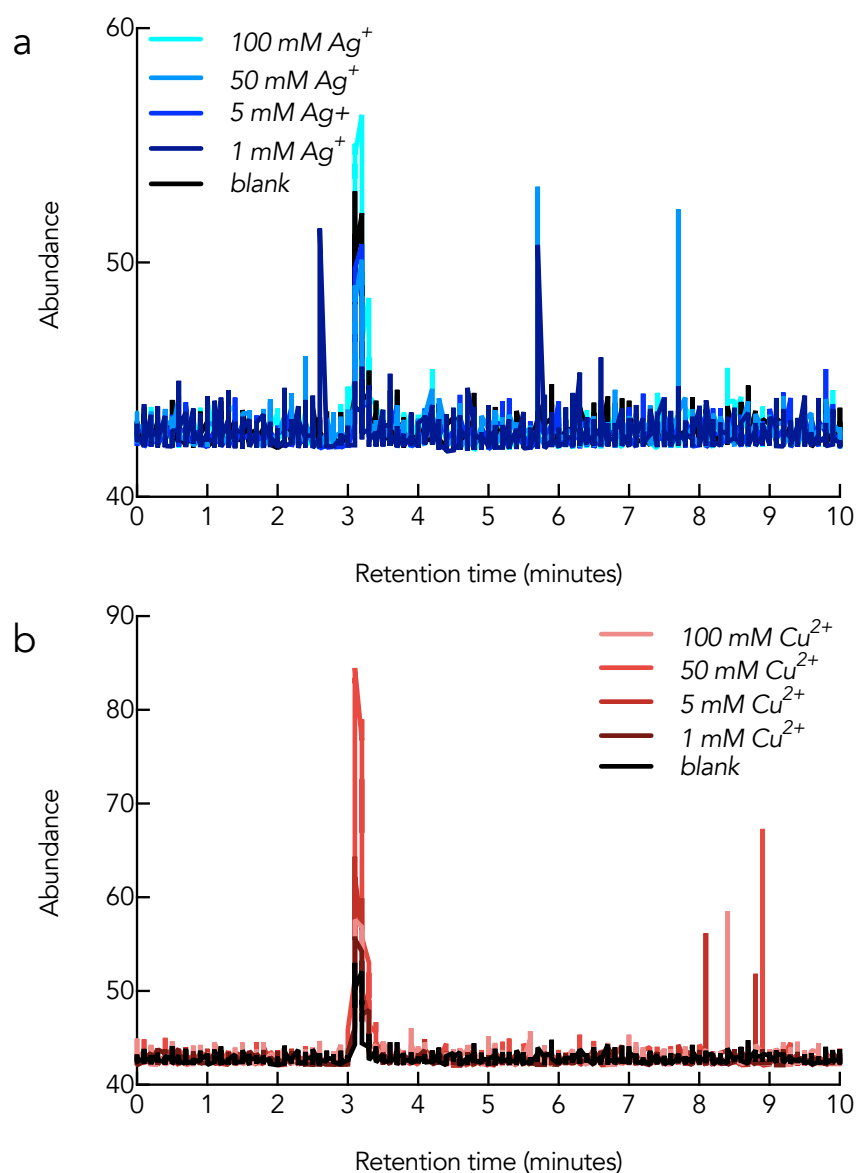 a
60
50
40
Abundance
100 mM Ag⁺
50 mM Ag⁺
5 mM Ag+
1 mM Ag⁺
blank
0 1 2 3 4 5 6 7 8 9 10
Retention time (minutes)
b
90
80
70
60
50
40
Abundance
100 mM Cu²⁺
50 mM Cu²⁺
5 mM Cu²⁺
1 mM Cu²⁺
blank
0 1 2 3 4 5 6 7 8 9 10
Retention time (minutes)